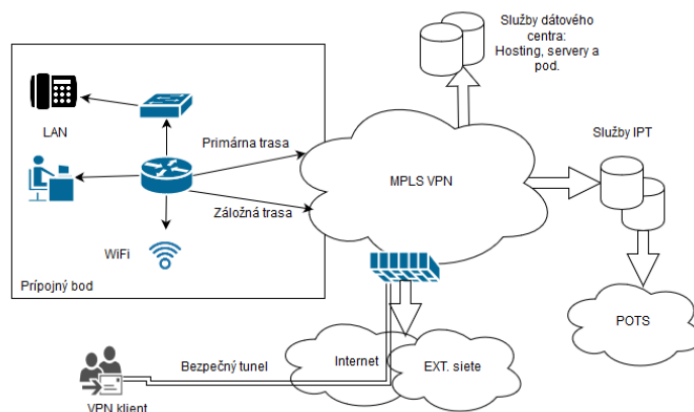 Služby dátového
centra:
Hosting, servery a
pod.
LAN
Primárna trasa
Služby IPT
MPLS VPN
Záložná trasa
WiFi
Prípojný bod
POTS
Bezpečný tunel
Internet
EXT. siete
VPN klient